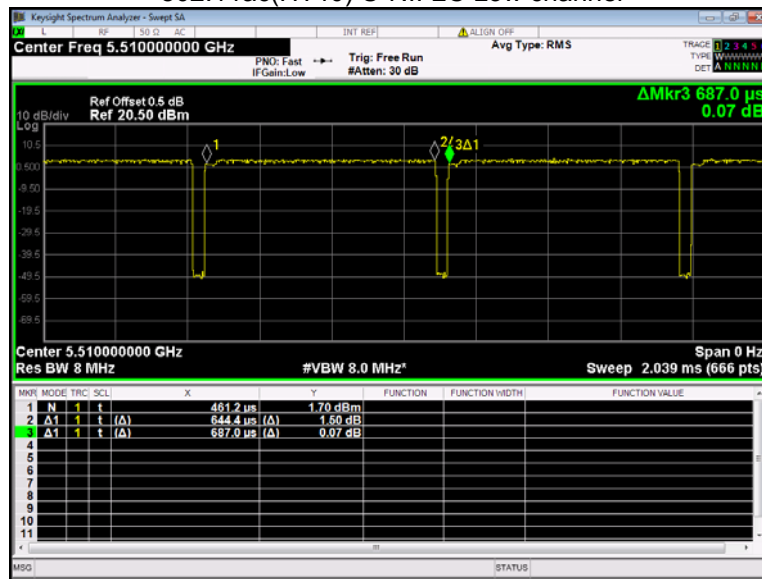 Keysight Spectrum Analyzer - Swept SA
L RF 50 Ω AC INT REF ALIGN OFF
Center Freq 5.510000000 GHz Avg Type: RMS TRACE 1 2 3 4 5
PNO: Fast Trig: Free Run TYPE WWWWW
IFGain:Low #Atten: 30 dB DET A N N N N
ΔMkr3 687.0 µs
Ref Offset 0.5 dB 0.07 dB
10 dB/div Ref 20.50 dBm
Log
10.5
1
2/ 3Δ1
0.500
-9.50
-19.5
-29.5
-39.5
-49.5
-59.5
-69.5
Center 5.510000000 GHz Span 0 Hz
Res BW 8 MHz #VBW 8.0 MHz* Sweep 2.039 ms (666 pts)
MKR MODE TRC SCL X Y FUNCTION FUNCTION WIDTH FUNCTION VALUE
1 N 1 t 461.2 µs 1.70 dBm
2 Δ1 1 t (Δ) 644.4 µs (Δ) 1.50 dB
3 Δ1 1 t (Δ) 687.0 µs (Δ) 0.07 dB
4
5
6
7
8
9
10
11
MSG STATUS